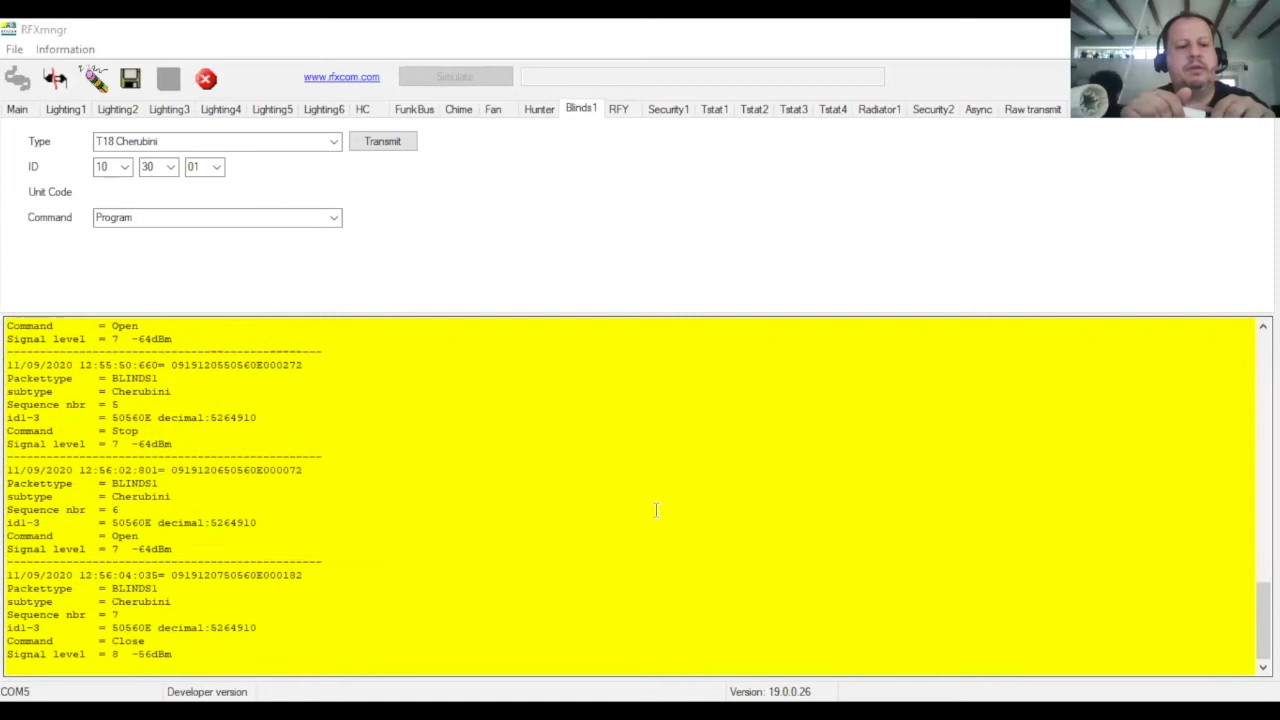 RFXmngr
File Information
www.rfxcom.com Simulate
Main Lighting1 Lighting2 Lighting3 Lighting4 Lighting5 Lighting6 HC FunkBus Chime Fan Hunter Blinds1 RFY Security1 Tstat1 Tstat2 Tstat3 Tstat4 Radiator1 Security2 Async Raw transmit
Type T18 Cherubini Transmit
ID 10 30 01
Unit Code
Command Program
Command = Open
Signal level = 7 -64dBm
--------------------------------------------------
11/09/2020 12:55:50:660= 0919120550560E000272
Packettype = BLINDS1
subtype = Cherubini
Sequence nbr = 5
id1-3 = 50560E decimal:5264910
Command = Stop
Signal level = 7 -64dBm
--------------------------------------------------
11/09/2020 12:56:02:801= 0919120650560E000072
Packettype = BLINDS1
subtype = Cherubini
Sequence nbr = 6
id1-3 = 50560E decimal:5264910
Command = Open
Signal level = 7 -64dBm
--------------------------------------------------
11/09/2020 12:56:04:035= 0919120750560E000182
Packettype = BLINDS1
subtype = Cherubini
Sequence nbr = 7
id1-3 = 50560E decimal:5264910
Command = Close
Signal level = 8 -56dBm
COM5 Developer version Version: 19.0.0.26